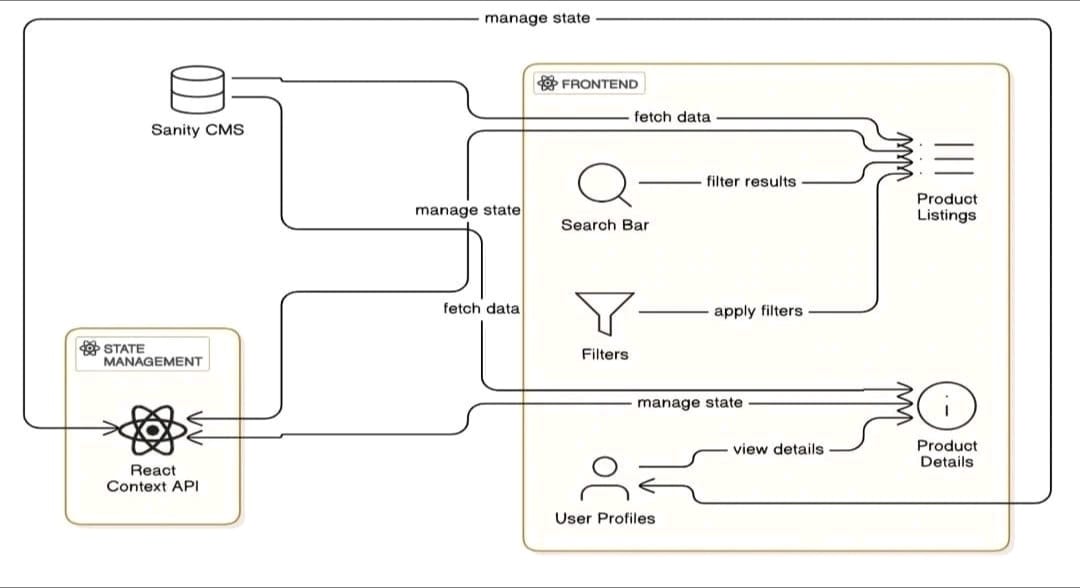 manage state
Sanity CMS
FRONTEND
fetch data
filter results
Product
Listings
manage state
Search Bar
fetch data
apply filters
Filters
STATE
MANAGEMENT
manage state
view details
Product
Details
React
Context API
User Profiles